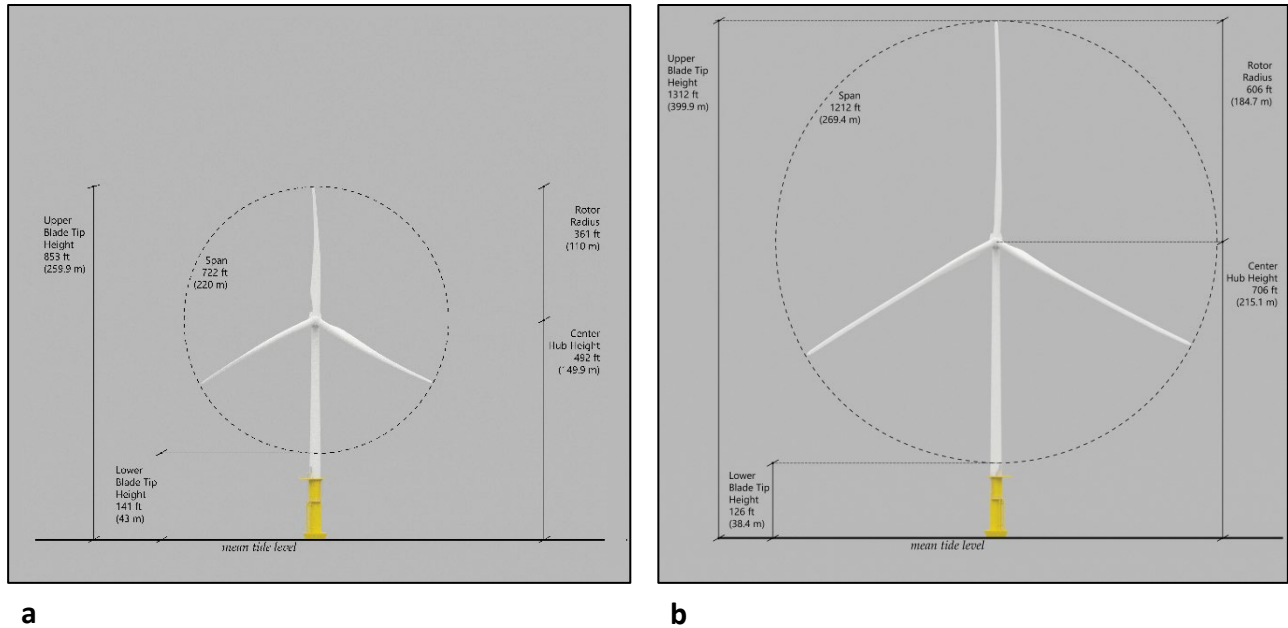 Upper
Blade Tip
Height
853 ft
(259.9 m)
Span
722 ft
(220 m)
Rotor
Radius
361 ft
(110 m)
Center
Hub Height
492 ft
(149.9 m)
Lower
Blade Tip
Height
141 ft
(43 m)
mean tide level
a
Upper
Blade Tip
Height
1312 ft
(399.9 m)
Span
1212 ft
(269.4 m)
Rotor
Radius
606 ft
(184.7 m)
Center
Hub Height
706 ft
(215.1 m)
Lower
Blade Tip
Height
126 ft
(38.4 m)
mean tide level
b